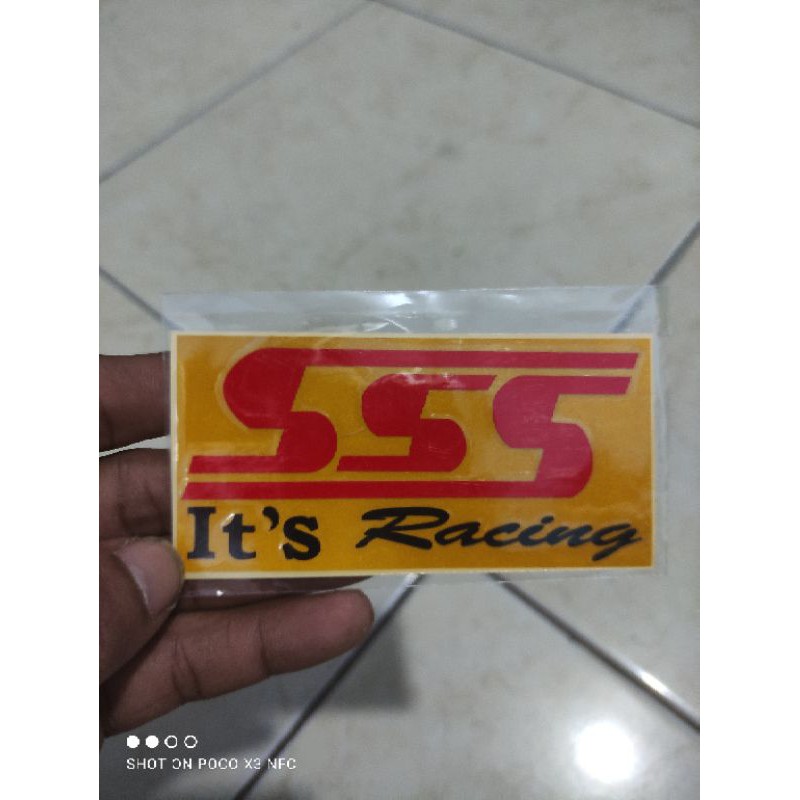 SSS
It's Racing
SHOT ON POCO X3 NFC